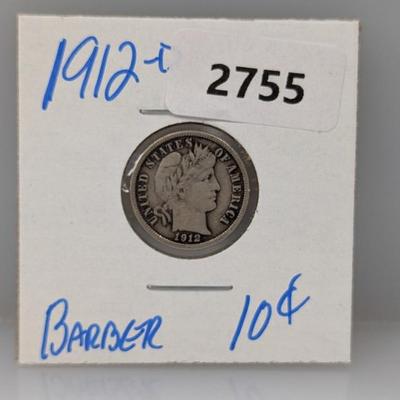 1912-
2755
UNITED STATES OF AMERICA
1912
BARBER 10¢